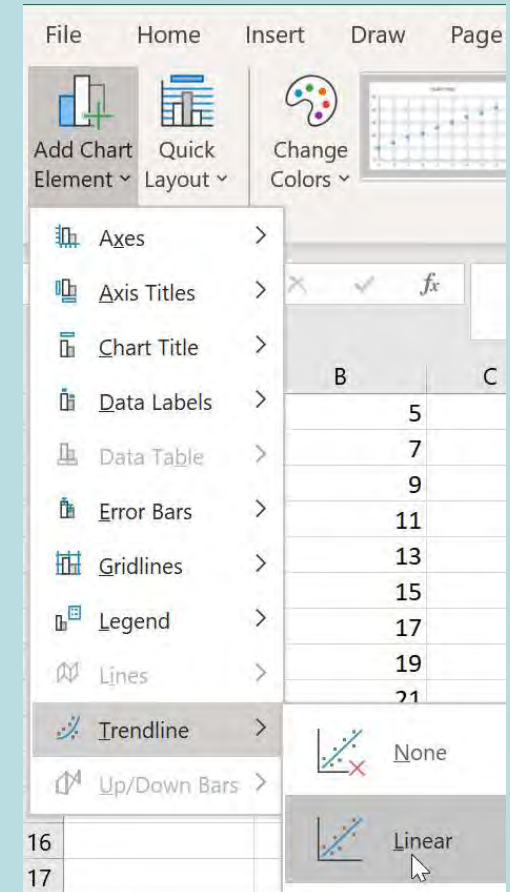 File Home Insert Draw Page
Add Chart Element Quick Layout Change Colors
Axes
fx
Axis Titles
Chart Title
B C
Data Labels
5
Data Table
7
9
Error Bars
11
Gridlines
13
15
Legend
17
Lines
19
21
Trendline
None
Up/Down Bars
16
Linear
17